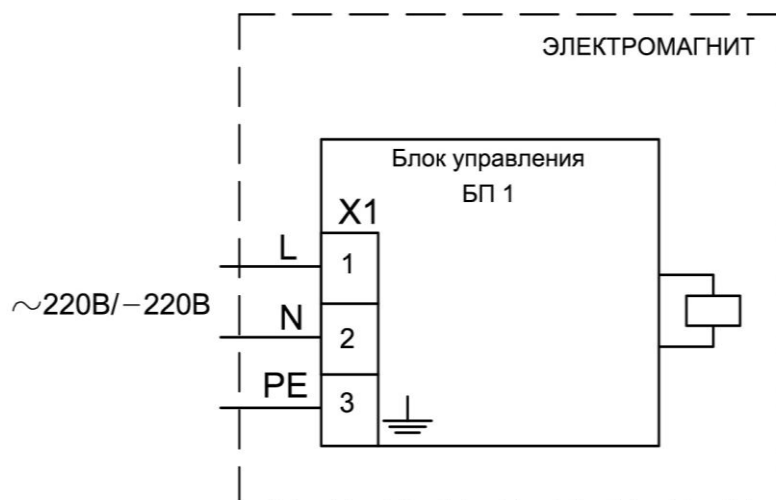 ЭЛЕКТРОМАГНИТ
Блок управления
БП 1
X1
L
1
~220В/−220В
N
2
PE
3